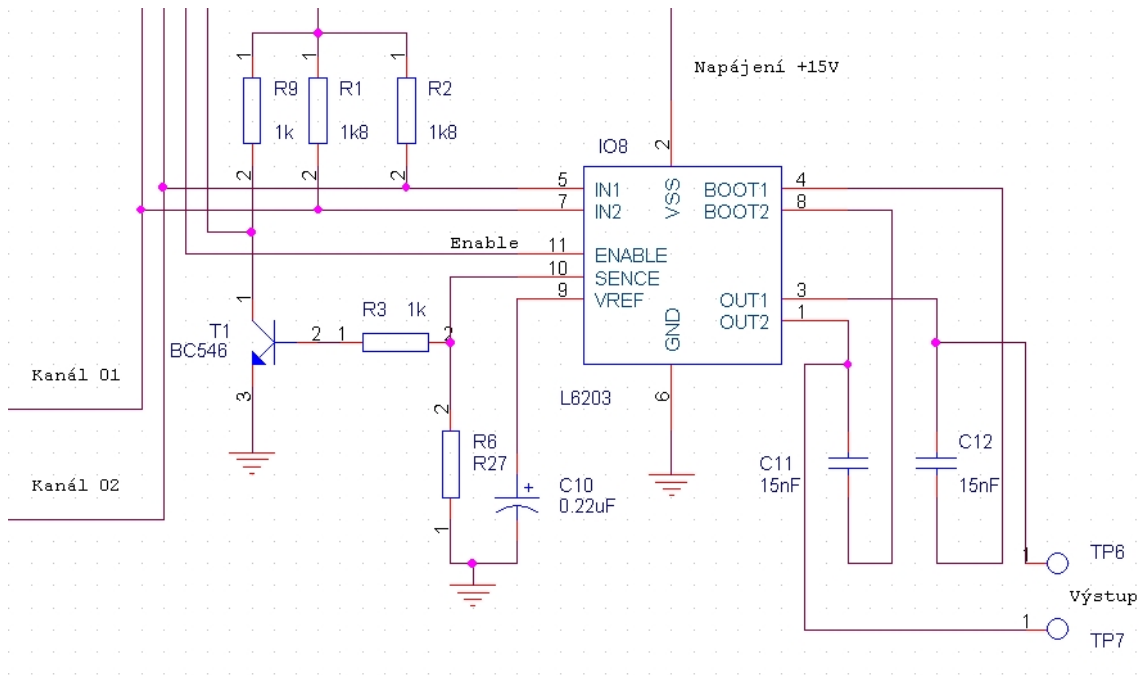 Napájení +15V
1
1
1
R9
R1
R2
1k
1k8
1k8
2
2
2
IO8
2
5
IN1
VSS
BOOT1
4
7
IN2
BOOT2
8
Enable
11
ENABLE
10
SENCE
9
VREF
GND
OUT1
3
OUT2
1
6
L6203
R3
1k
1
T1
BC546
2
1
2
3
Kanál 01
Kanál 02
2
R6
R27
1
+
C10
0.22uF
C11
15nF
C12
15nF
1
TP6
Výstup
1
TP7